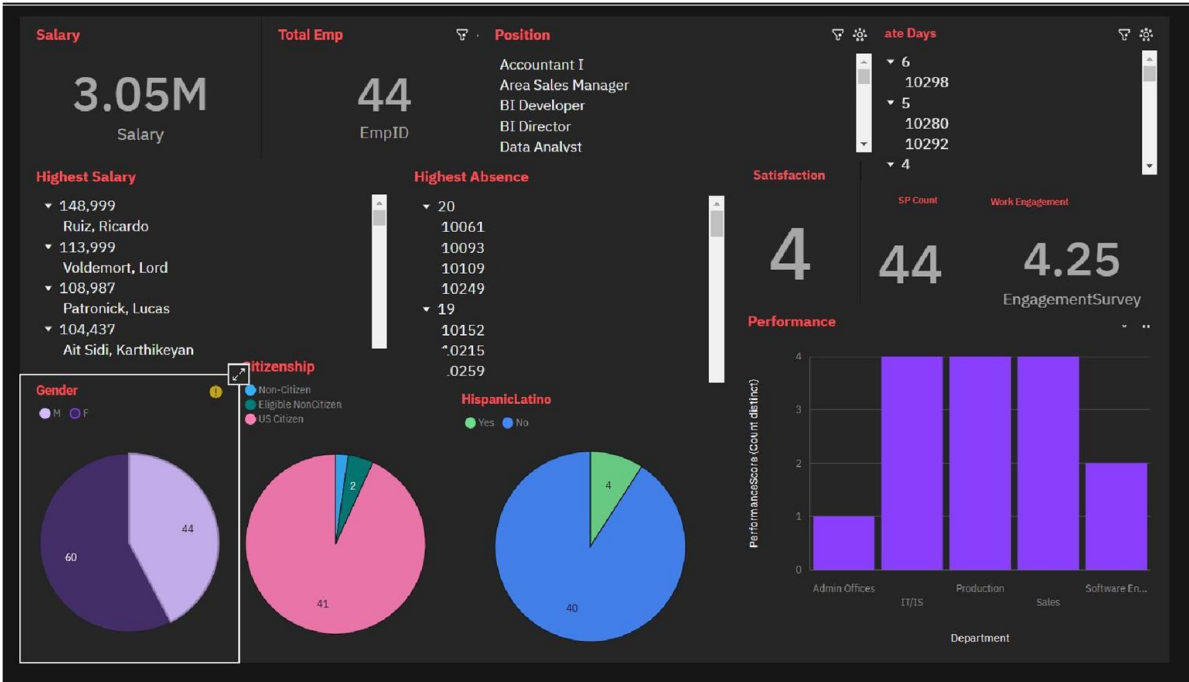 Salary
3.05M
Salary
Total Emp
44
EmpID
Position
Accountant I
Area Sales Manager
BI Developer
BI Director
Data Analyst
ate Days
6
10298
5
10280
10292
4
Highest Salary
148,999
Ruiz, Ricardo
113,999
Voldemort, Lord
108,987
Patronick, Lucas
104,437
Ait Sidi, Karthikeyan
Highest Absence
20
10061
10093
10109
10249
19
10152
0215
0259
Satisfaction
4
SP Count
44
Work Engagement
4.25
EngagementSurvey
Gender
M F
44
60
Citizenship
Non-Citizen
Eligible NonCitizen
US Citizen
2
41
HispanicLatino
Yes No
4
40
Performance
PerformanceScore (Count distinct)
4
3
2
1
0
Admin Offices
IT/IS
Production
Sales
Software En...
Department